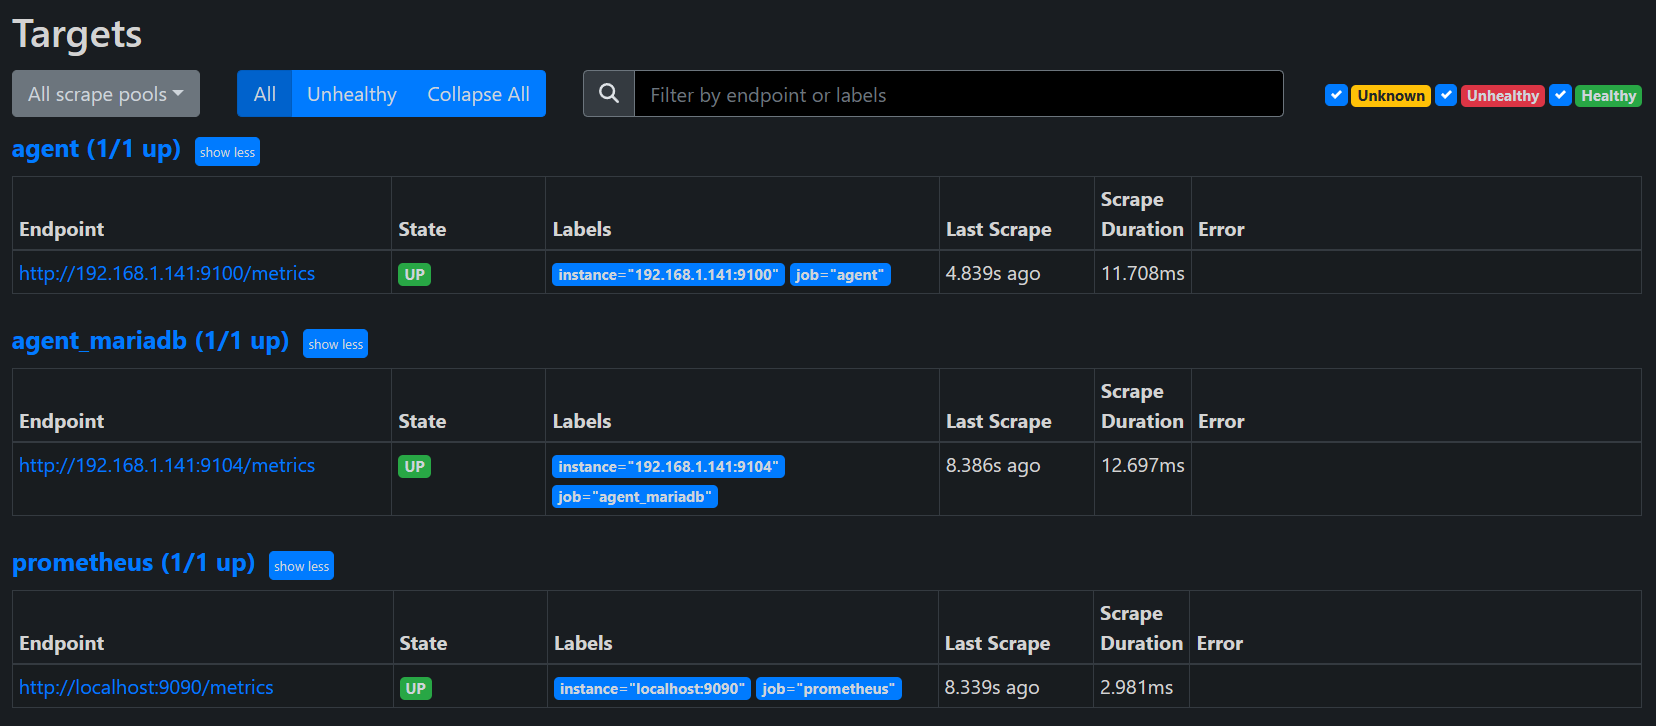 Targets
All scrape pools All Unhealthy Collapse All Filter by endpoint or labels Unknown Unhealthy Healthy
agent (1/1 up) show less
Endpoint State Labels Last Scrape Scrape Duration Error
http://192.168.1.141:9100/metrics UP instance="192.168.1.141:9100" job="agent" 4.839s ago 11.708ms
agent_mariadb (1/1 up) show less
Endpoint State Labels Last Scrape Scrape Duration Error
http://192.168.1.141:9104/metrics UP instance="192.168.1.141:9104" 8.386s ago 12.697ms
job="agent_mariadb"
prometheus (1/1 up) show less
Endpoint State Labels Last Scrape Scrape Duration Error
http://localhost:9090/metrics UP instance="localhost:9090" job="prometheus" 8.339s ago 2.981ms